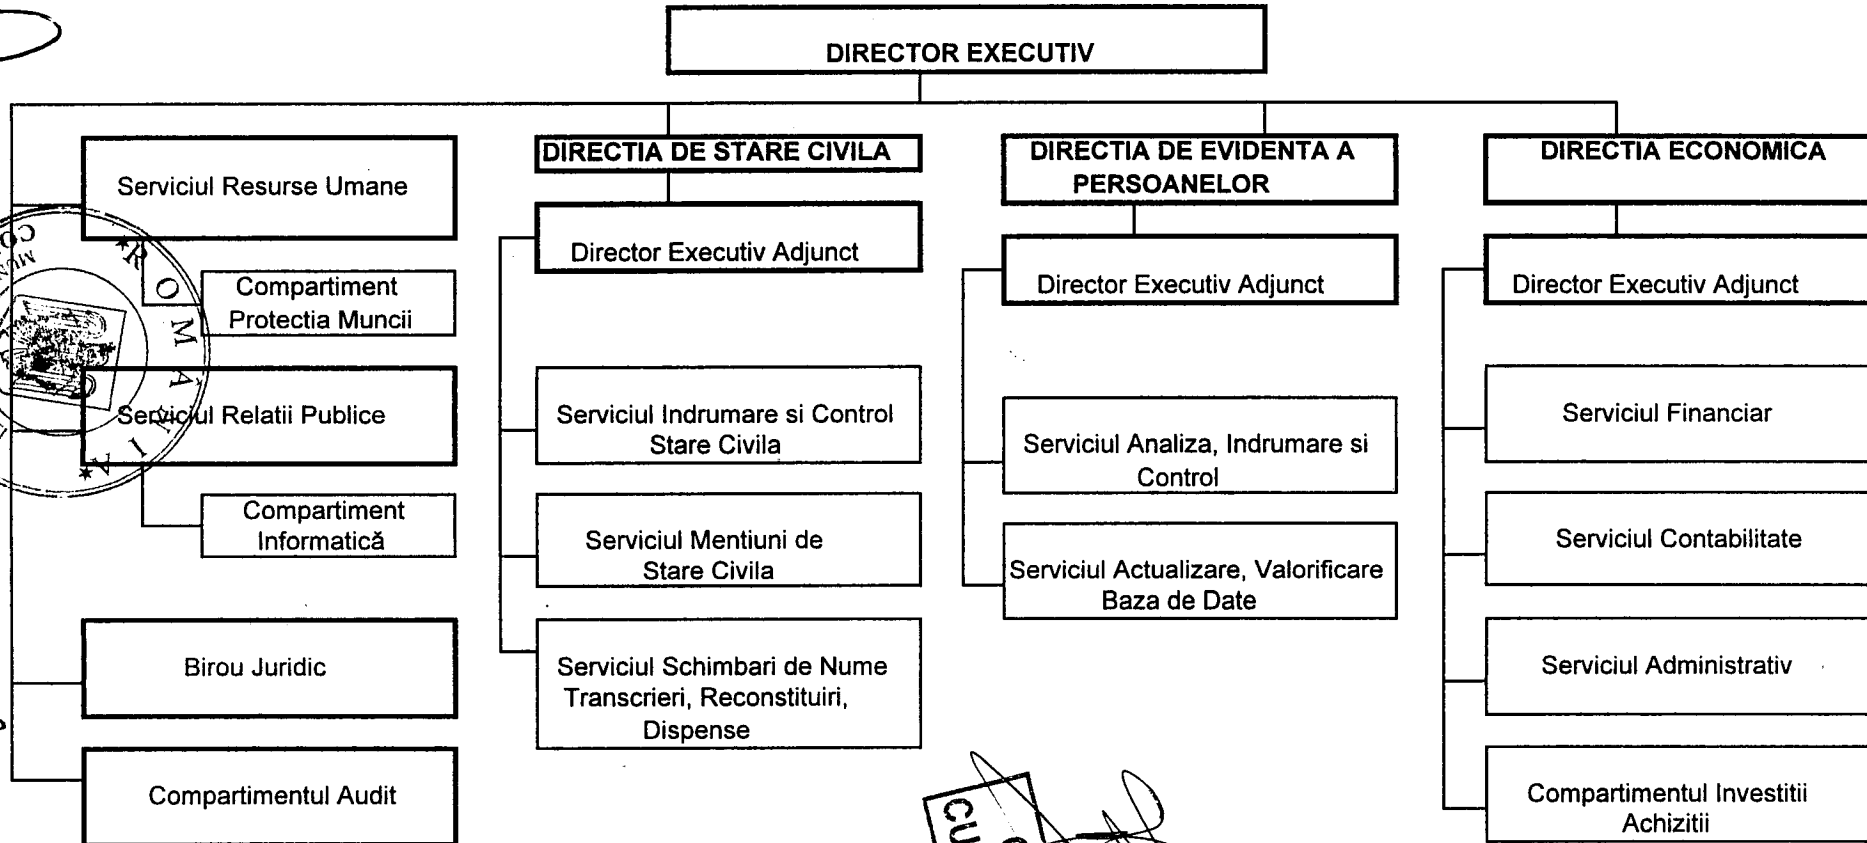 DIRECTOR EXECUTIV
Serviciul Resurse Umane
Compartiment
Protectia Muncii
Serviciul Relatii Publice
Compartiment
Informatică
Birou Juridic
Compartimentul Audit
DIRECTIA DE STARE CIVILA
Director Executiv Adjunct
Serviciul Indrumare si Control
Stare Civila
Serviciul Mentiuni de
Stare Civila
Serviciul Schimbari de Nume
Transcrieri, Reconstituiri,
Dispense
DIRECTIA DE EVIDENTA A
PERSOANELOR
Director Executiv Adjunct
Serviciul Analiza, Indrumare si
Control
Serviciul Actualizare, Valorificare
Baza de Date
DIRECTIA ECONOMICA
Director Executiv Adjunct
Serviciul Financiar
Serviciul Contabilitate
Serviciul Administrativ
Compartimentul Investitii
Achizitii
ROMÂNIA
CU